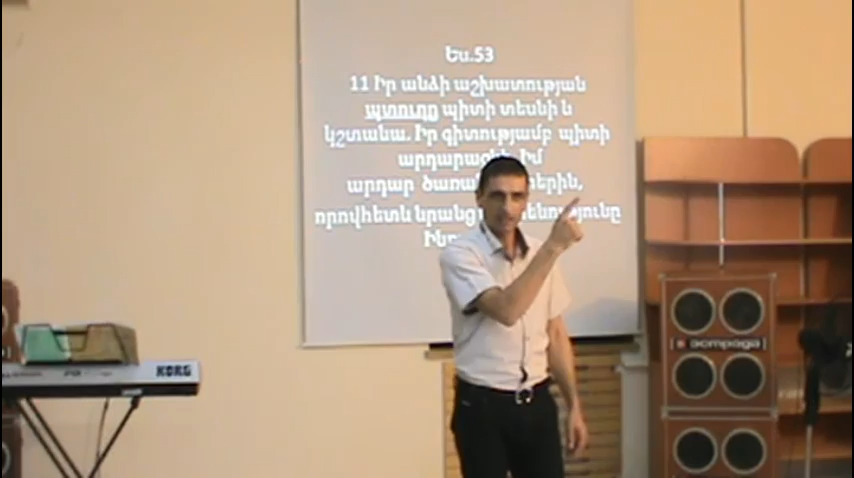 Ես.53
11 Իր անձի աշխատության
պտուղը պիտի տեսնի և
կշտանա. Իր գիտությամբ պիտի
Իմ
արդար
որովհետև նրանց
KORG